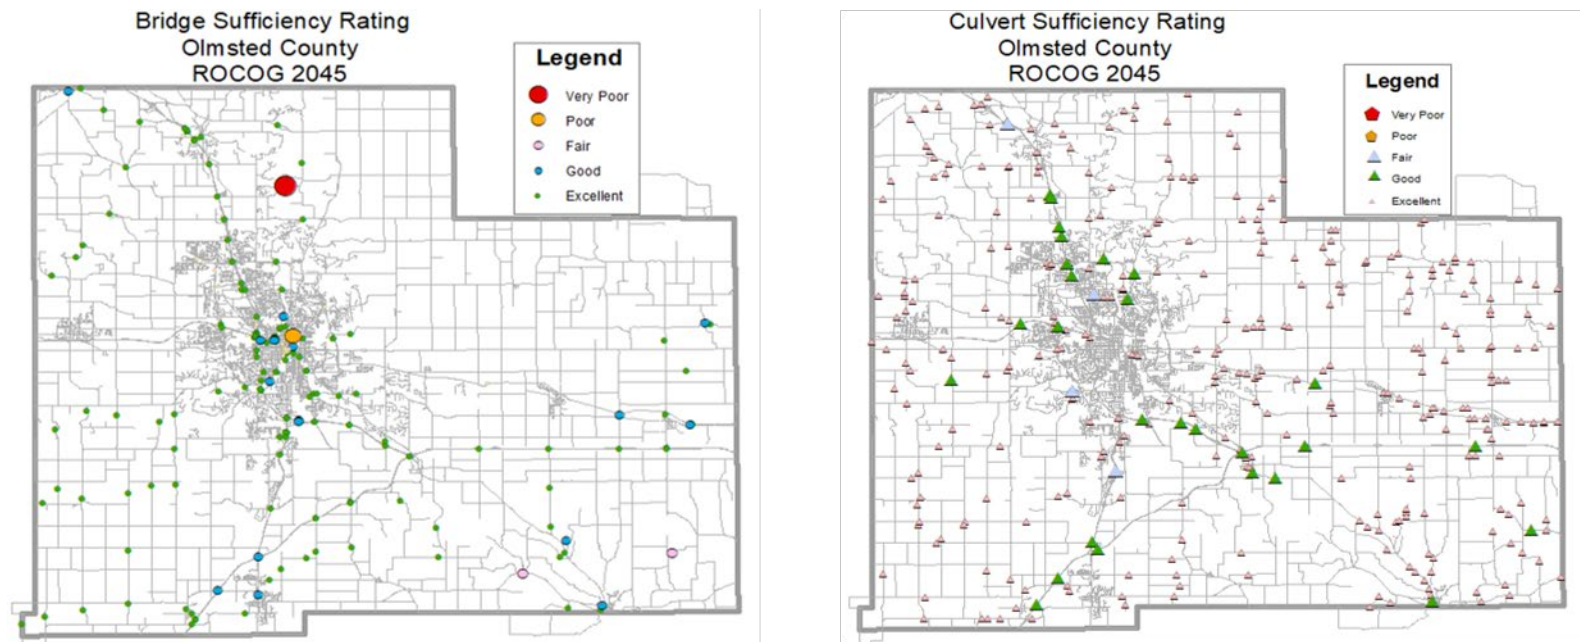 Bridge Sufficiency Rating
Olmsted County
ROCOG 2045
Legend
Very Poor
Poor
Fair
Good
Excellent
Culvert Sufficiency Rating
Olmsted County
ROCOG 2045
Legend
Very Poor
Poor
Fair
Good
Excellent